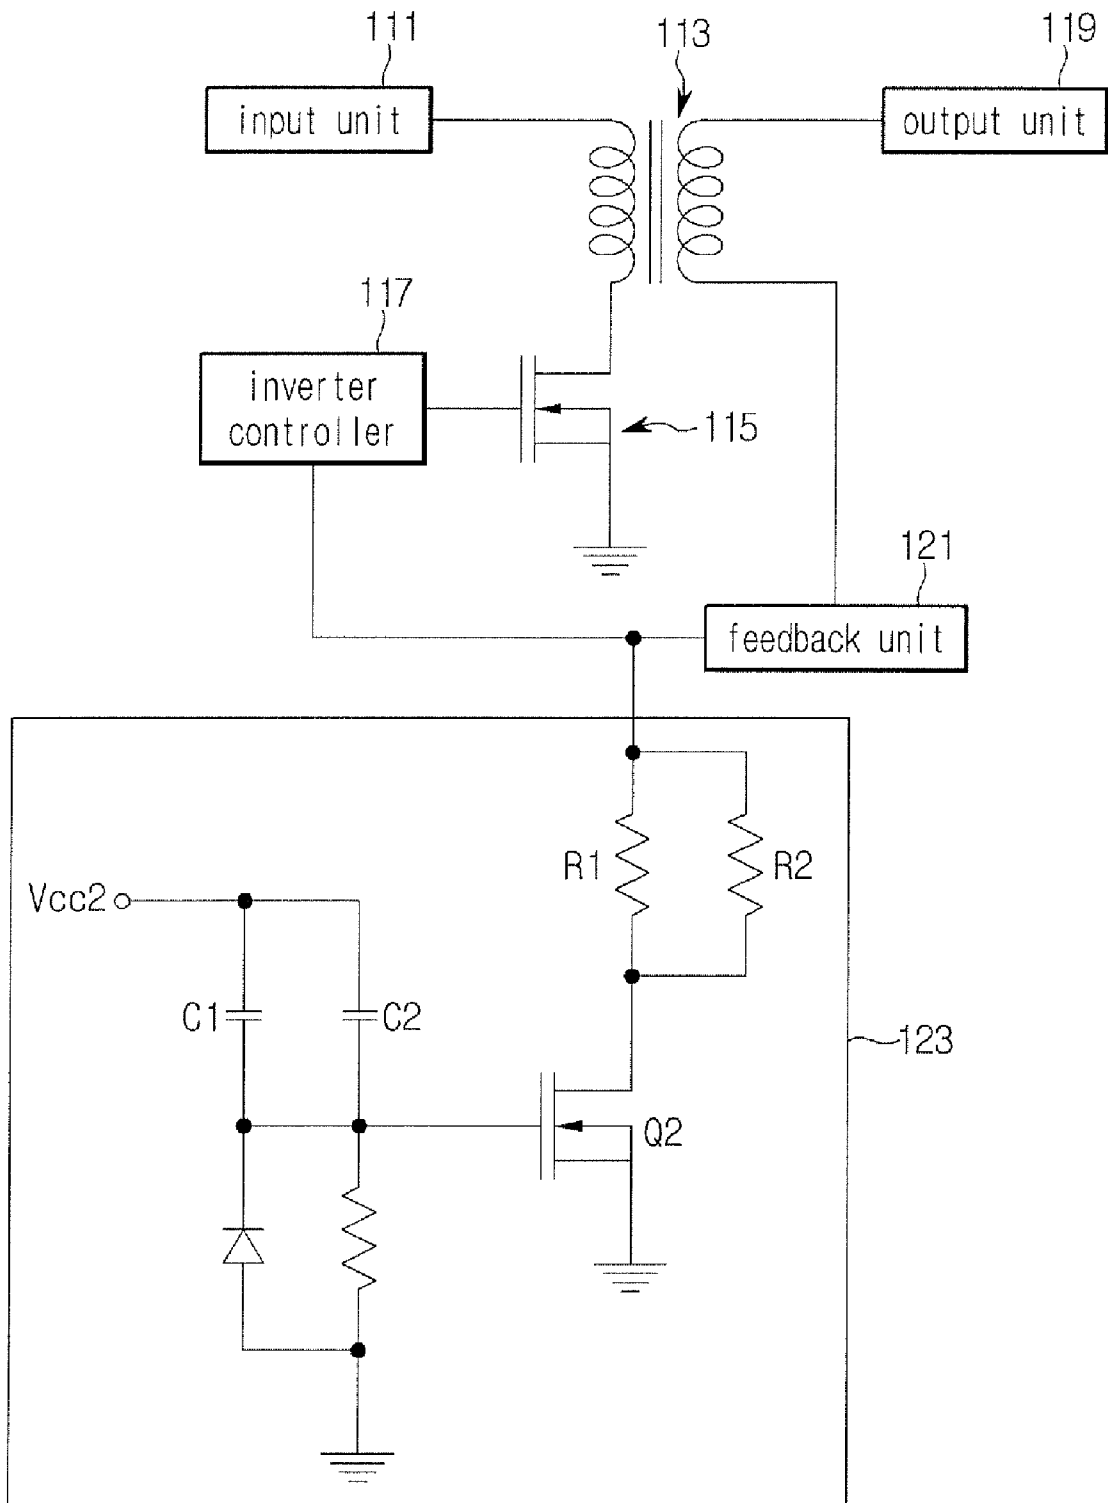 111
113
119
input unit
output unit
117
inverter
controller
115
121
feedback unit
R1
R2
Vcc2
C1
C2
123
Q2